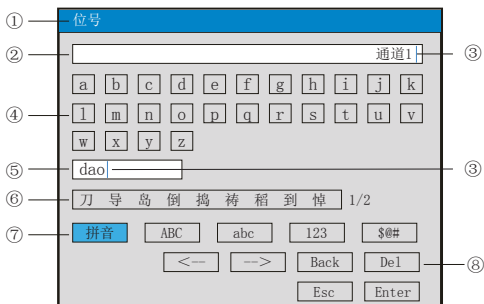 ① 位号
② 通道1 ③
a b c d e f g h i j k
④ l m n o p q r s t u v
w x y z
⑤ dao ③
⑥ 刀 导 岛 倒 捣 祷 稻 到 悼 1/2
⑦ 拼音 ABC abc 123 $@#
<-- --> Back Del ⑧
Esc Enter